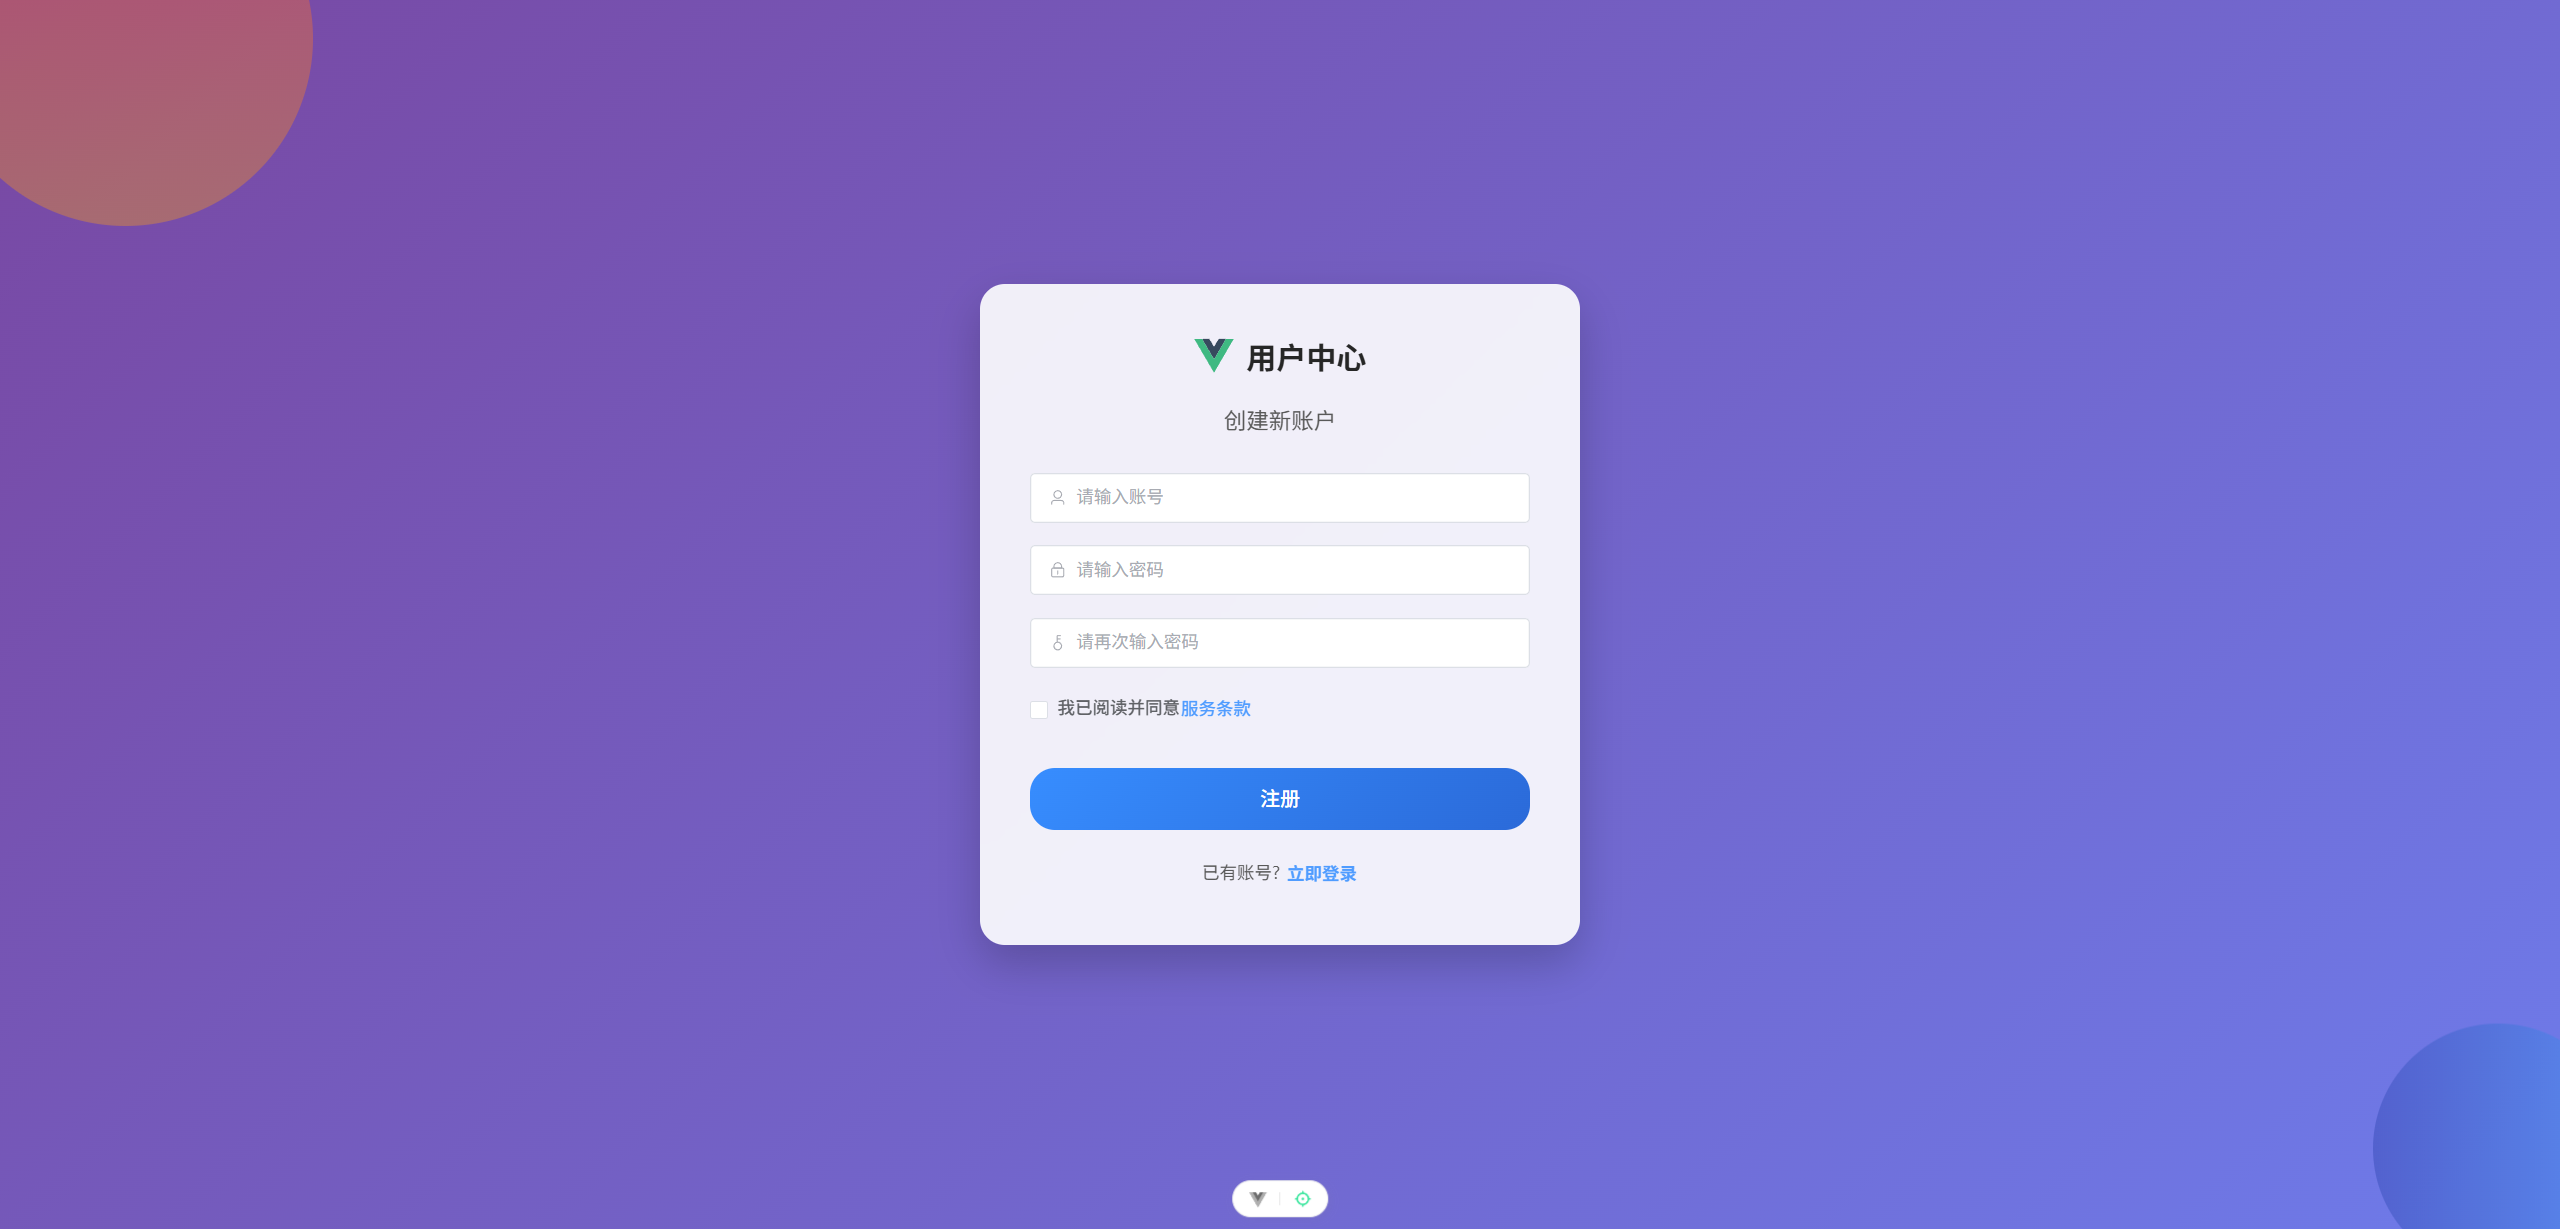 用户中心
创建新账户
请输入账号
请输入密码
请再次输入密码
我已阅读并同意服务条款
注册
已有账号? 立即登录